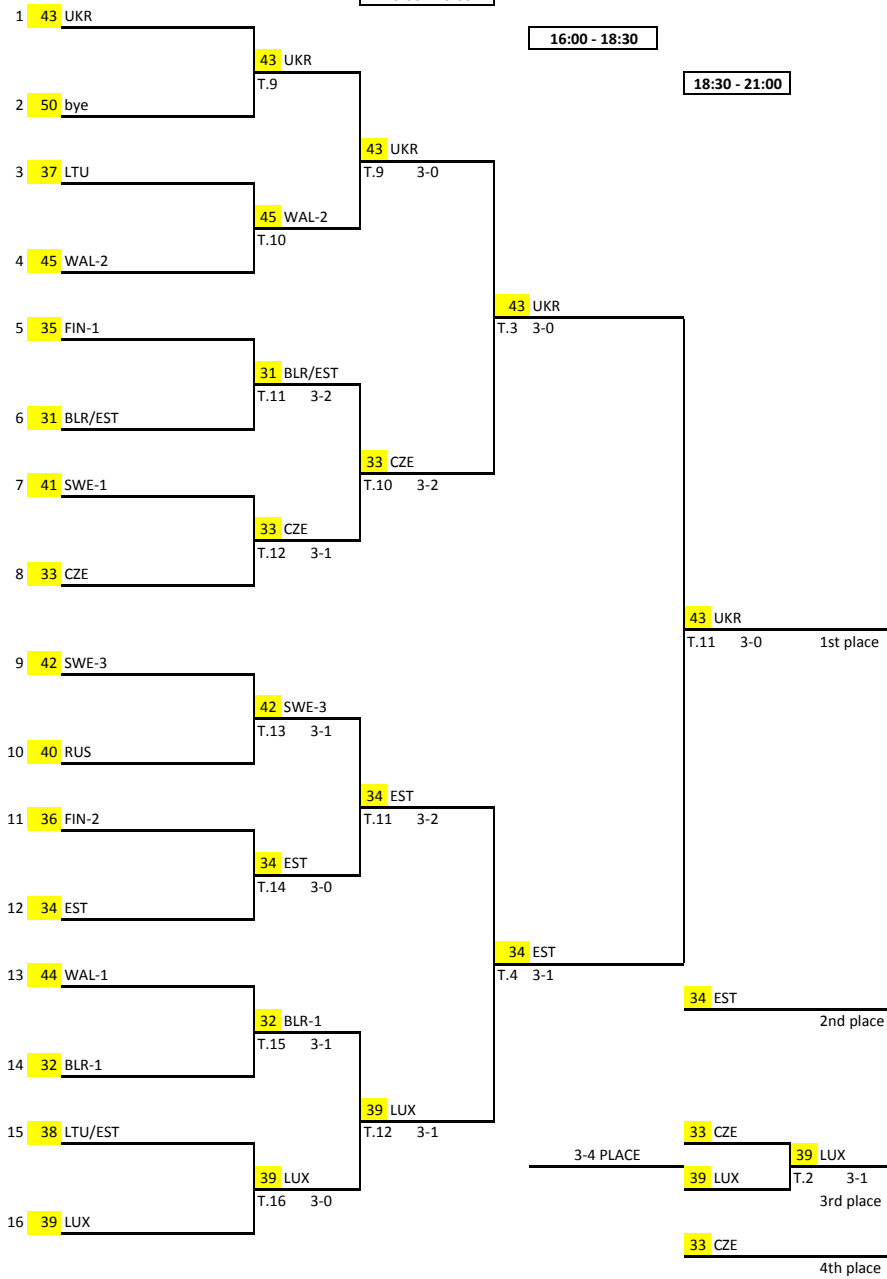 16:00 - 18:30
18:30 - 21:00
1 43 UKR
43 UKR
T.9
2 50 bye
43 UKR
T.9 3-0
3 37 LTU
45 WAL-2
T.10
4 45 WAL-2
43 UKR
T.3 3-0
5 35 FIN-1
31 BLR/EST
T.11 3-2
6 31 BLR/EST
33 CZE
T.10 3-2
7 41 SWE-1
33 CZE
T.12 3-1
8 33 CZE
43 UKR
T.11 3-0 1st place
9 42 SWE-3
42 SWE-3
T.13 3-1
10 40 RUS
34 EST
T.11 3-2
11 36 FIN-2
34 EST
T.14 3-0
12 34 EST
34 EST
T.4 3-1
13 44 WAL-1
34 EST
2nd place
32 BLR-1
T.15 3-1
14 32 BLR-1
39 LUX
T.12 3-1
15 38 LTU/EST
33 CZE
3-4 PLACE
39 LUX
T.2 3-1
39 LUX
3rd place
39 LUX
T.16 3-0
16 39 LUX
33 CZE
4th place